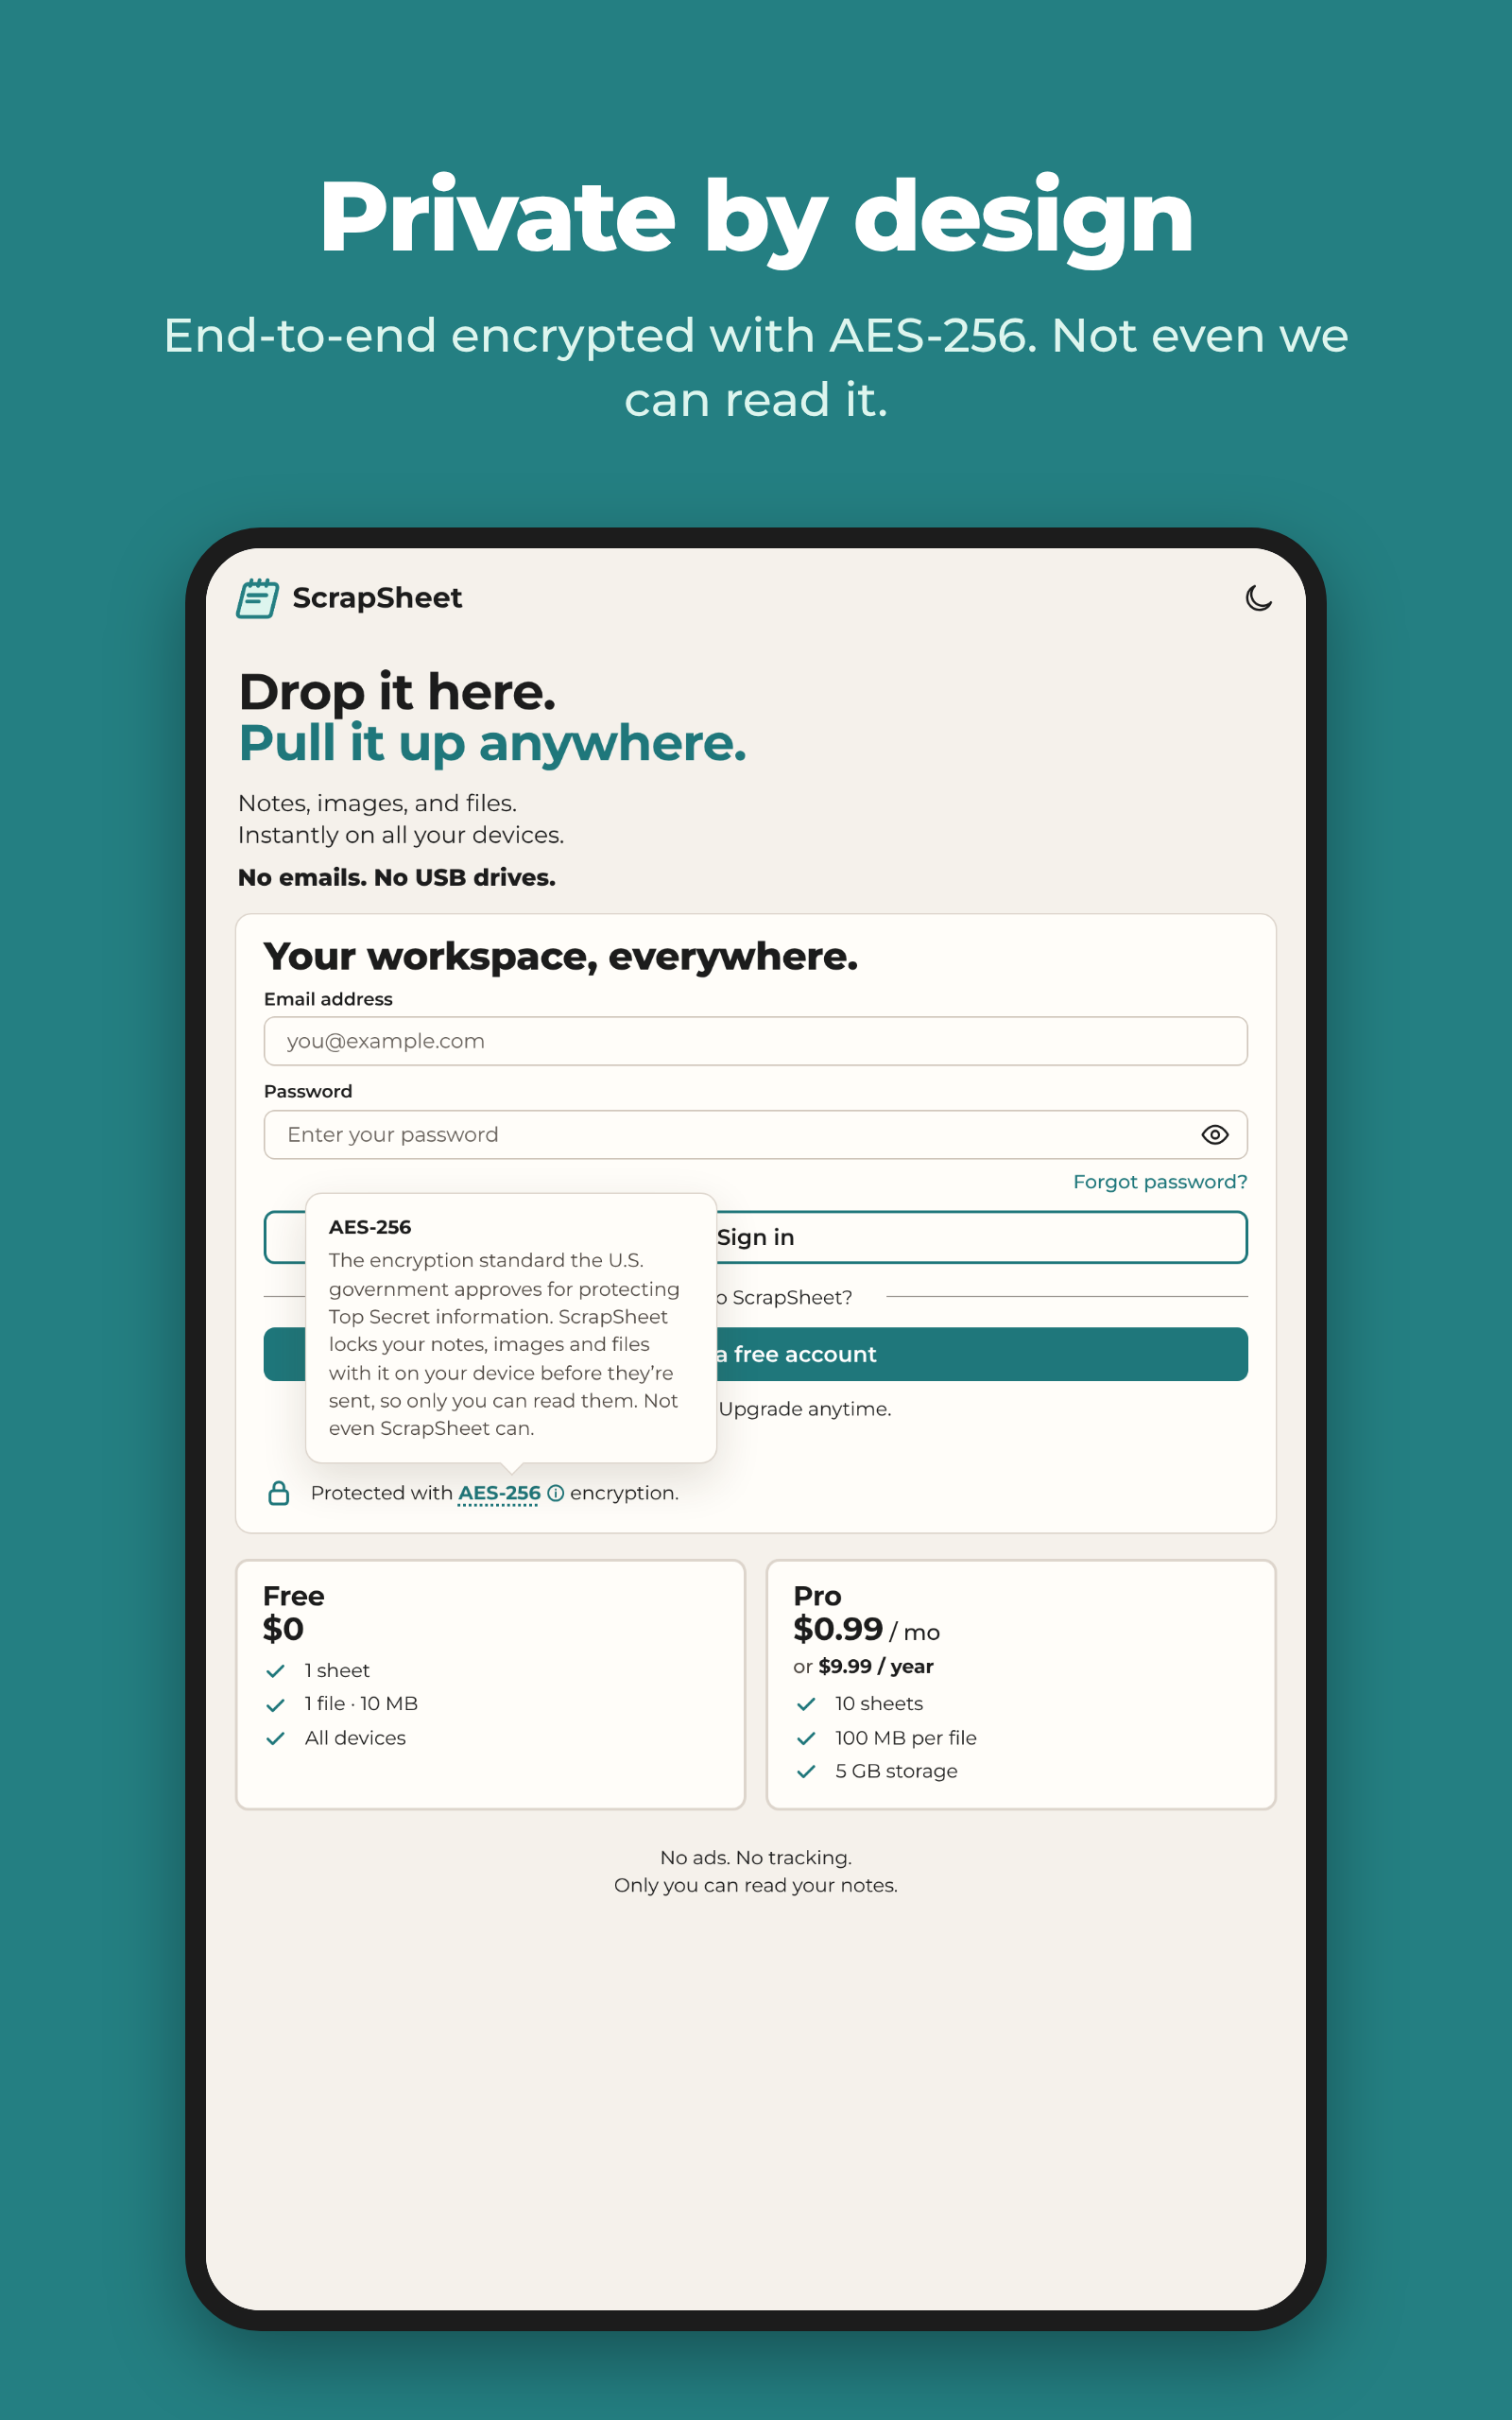 Private by design
End-to-end encrypted with AES-256. Not even we
can read it.
ScrapSheet
Drop it here.
Pull it up anywhere.
Notes, images, and files.
Instantly on all your devices.
No emails. No USB drives.
Your workspace, everywhere.
Email address
you@example.com
Password
Enter your password
Forgot password?
Sign in
ScrapSheet?
a free account
Upgrade anytime.
AES-256
The encryption standard the U.S.
government approves for protecting
Top Secret information. ScrapSheet
locks your notes, images and files
with it on your device before they’re
sent, so only you can read them. Not
even ScrapSheet can.
Protected with AES-256 encryption.
Free
$0
1 sheet
1 file · 10 MB
All devices
Pro
$0.99 / mo
or $9.99 / year
10 sheets
100 MB per file
5 GB storage
No ads. No tracking.
Only you can read your notes.